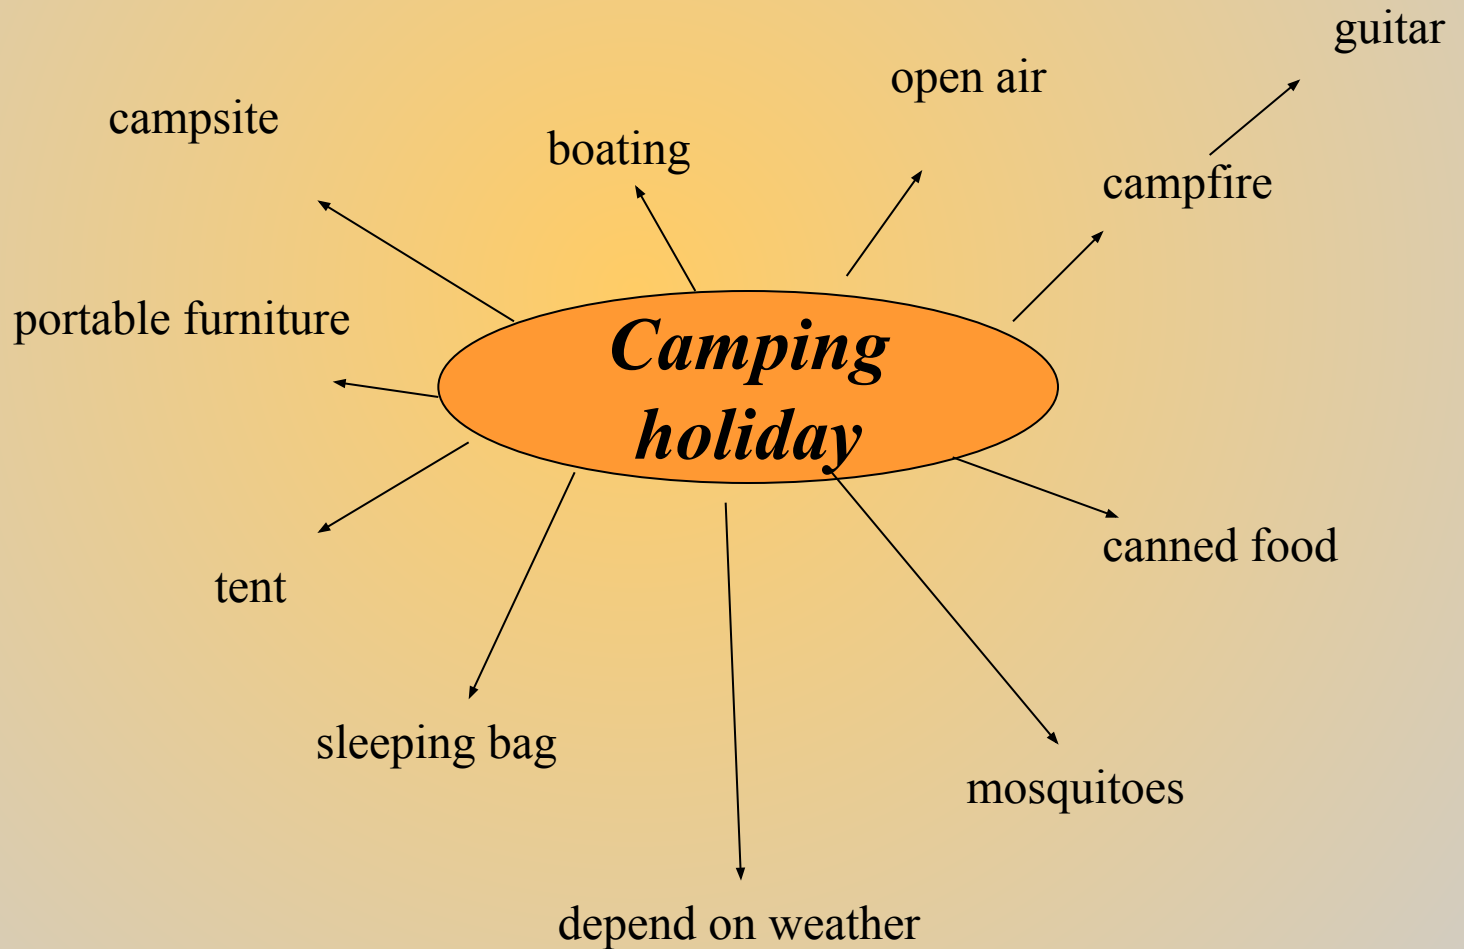 guitar
open air
campsite
boating
campfire
portable furniture
Camping
holiday
canned food
tent
sleeping bag
mosquitoes
depend on weather